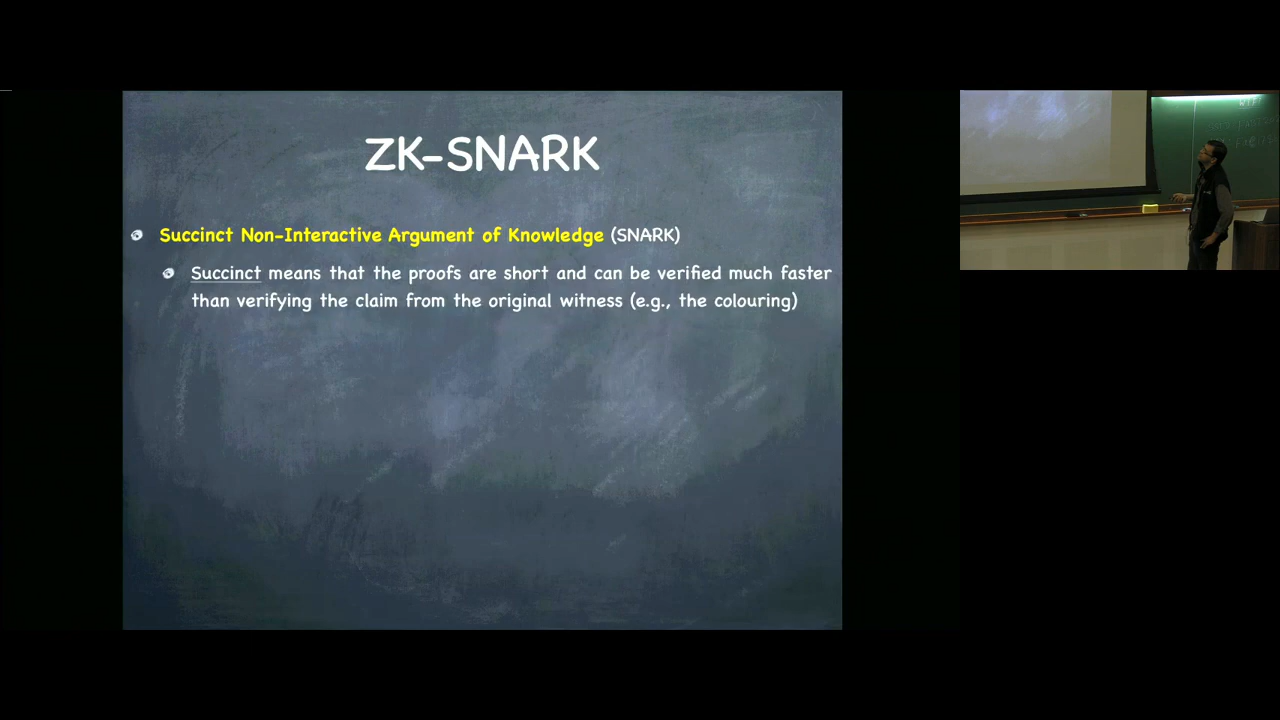 ZK-SNARK
Succinct Non-Interactive Argument of Knowledge (SNARK)
Succinct means that the proofs are short and can be verified much faster
than verifying the claim from the original witness (e.g., the colouring)